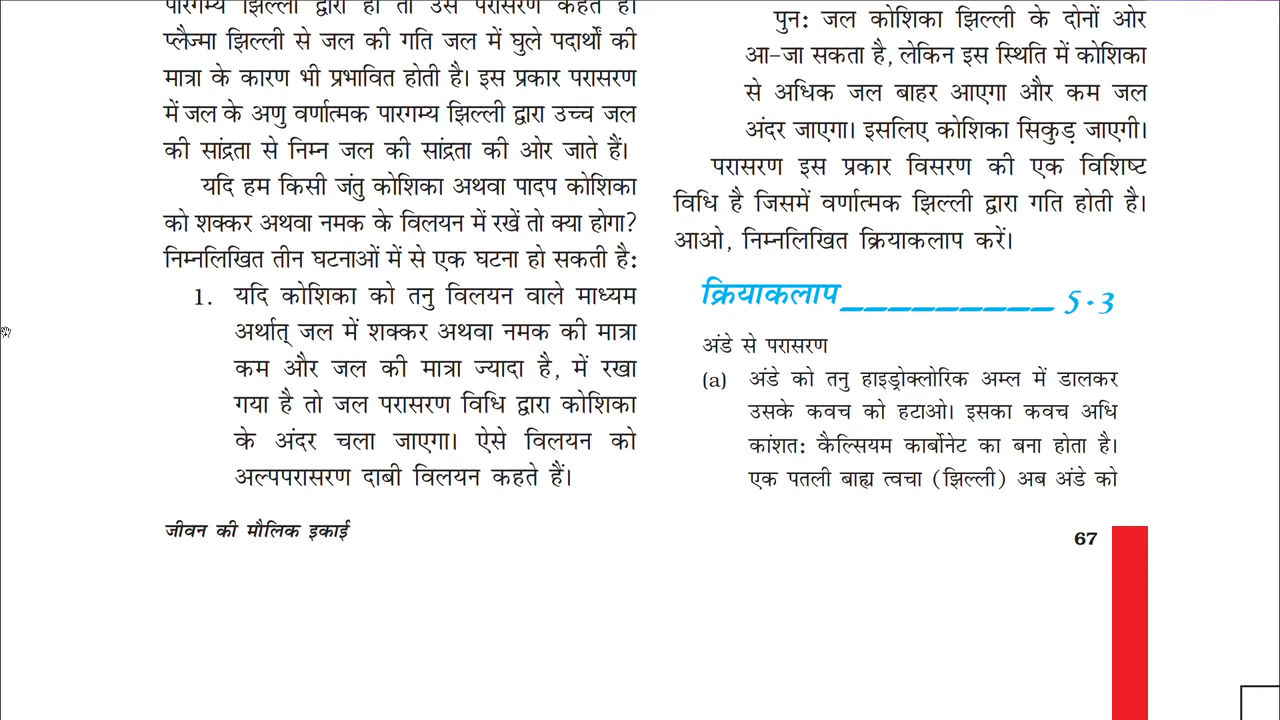 पारगम्य झिल्ली द्वारा हो तो उसे परासरण कहते हैं।
प्लैज्मा झिल्ली से जल की गति जल में घुले पदार्थों की
मात्रा के कारण भी प्रभावित होती है। इस प्रकार परासरण
में जल के अणु वर्णात्मक पारगम्य झिल्ली द्वारा उच्च जल
की सांद्रता से निम्न जल की सांद्रता की ओर जाते हैं।
यदि हम किसी जंतु कोशिका अथवा पादप कोशिका
को शक्कर अथवा नमक के विलयन में रखें तो क्या होगा?
निम्नलिखित तीन घटनाओं में से एक घटना हो सकती है:
1. यदि कोशिका को तनु विलयन वाले माध्यम
अर्थात् जल में शक्कर अथवा नमक की मात्रा
कम और जल की मात्रा ज्यादा है, में रखा
गया है तो जल परासरण विधि द्वारा कोशिका
के अंदर चला जाएगा। ऐसे विलयन को
अल्पपरासरण दाबी विलयन कहते हैं।
पुन: जल कोशिका झिल्ली के दोनों ओर
आ-जा सकता है, लेकिन इस स्थिति में कोशिका
से अधिक जल बाहर आएगा और कम जल
अंदर जाएगा। इसलिए कोशिका सिकुड़ जाएगी।
परासरण इस प्रकार विसरण की एक विशिष्ट
विधि है जिसमें वर्णात्मक झिल्ली द्वारा गति होती है।
आओ, निम्नलिखित क्रियाकलाप करें।
क्रियाकलाप _________ 5.3
अंडे से परासरण
(a) अंडे को तनु हाइड्रोक्लोरिक अम्ल में डालकर
उसके कवच को हटाओ। इसका कवच अधि
कांशत: कैल्सियम कार्बोनेट का बना होता है।
एक पतली बाह्य त्वचा (झिल्ली) अब अंडे को
जीवन की मौलिक इकाई
67